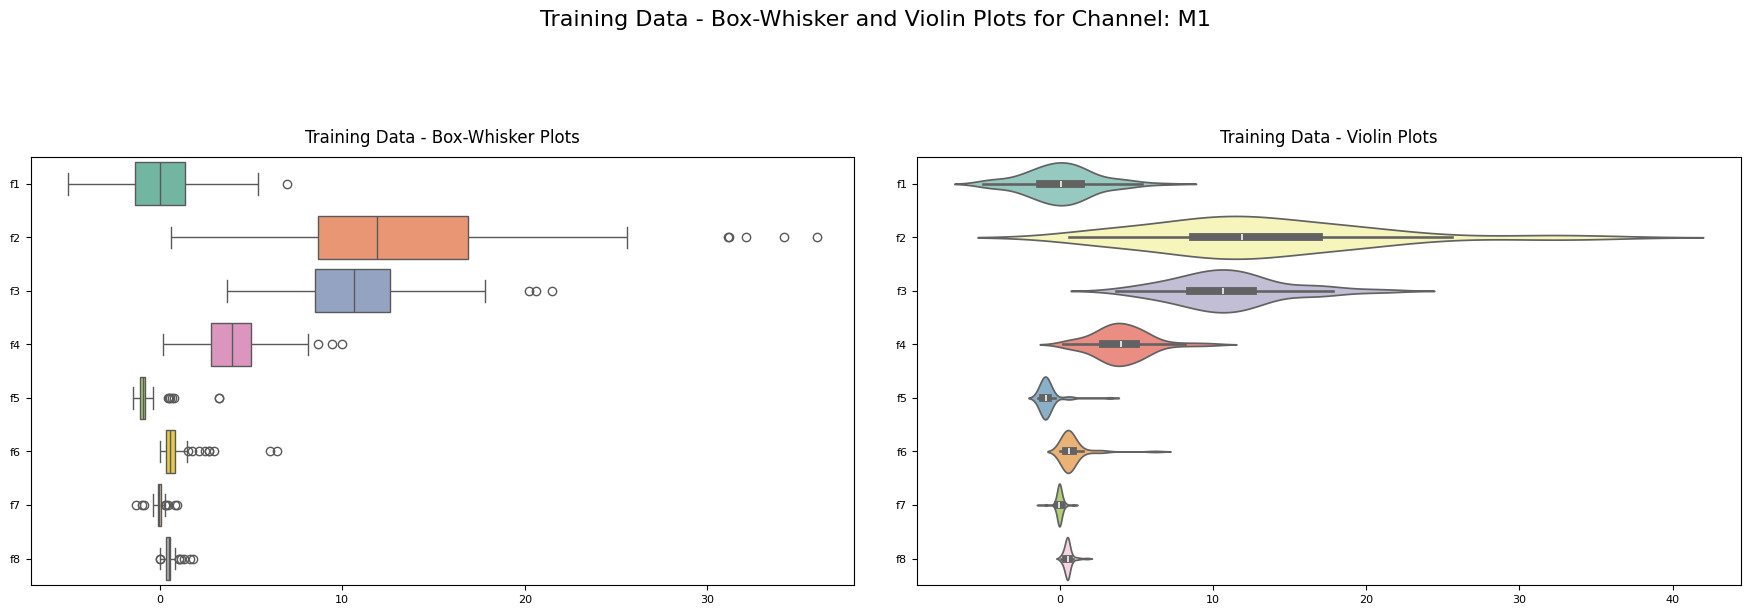 Training Data - Box-Whisker and Violin Plots for Channel: M1
Training Data - Box-Whisker Plots
f1
f2
f3
f4
f5
f6
f7
f8
0 10 20 30
Training Data - Violin Plots
f1
f2
f3
f4
f5
f6
f7
f8
0 10 20 30 40